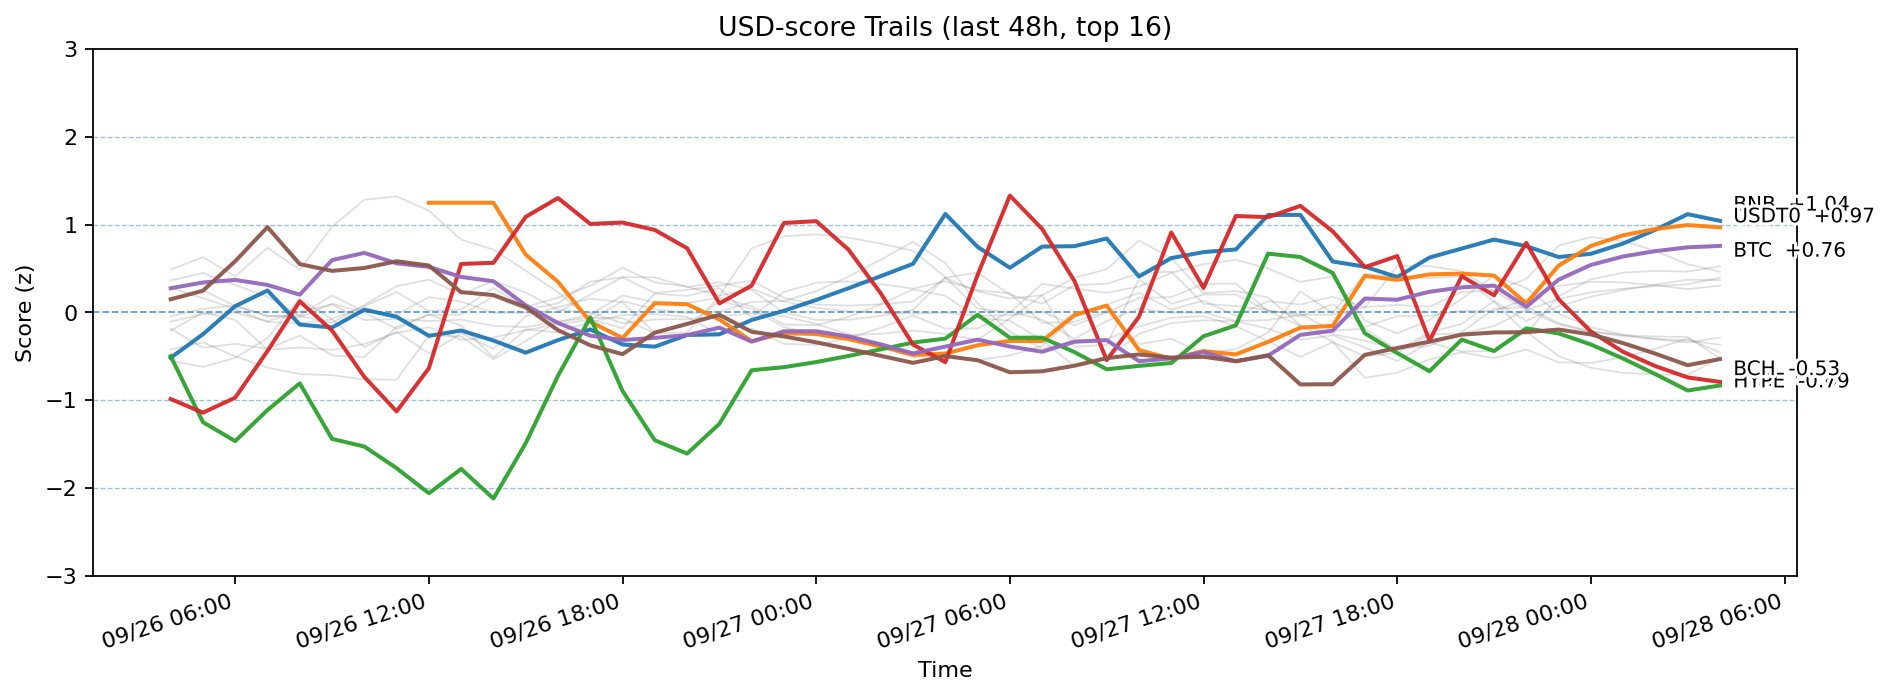 USD-score Trails (last 48h, top 16)
Score (z)
3
2
1
0
−1
−2
−3
BNB +1.04
USDT0 +0.97
BTC +0.76
BCH -0.53
HYPE -0.79
09/26 06:00
09/26 12:00
09/26 18:00
09/27 00:00
09/27 06:00
09/27 12:00
09/27 18:00
09/28 00:00
09/28 06:00
Time